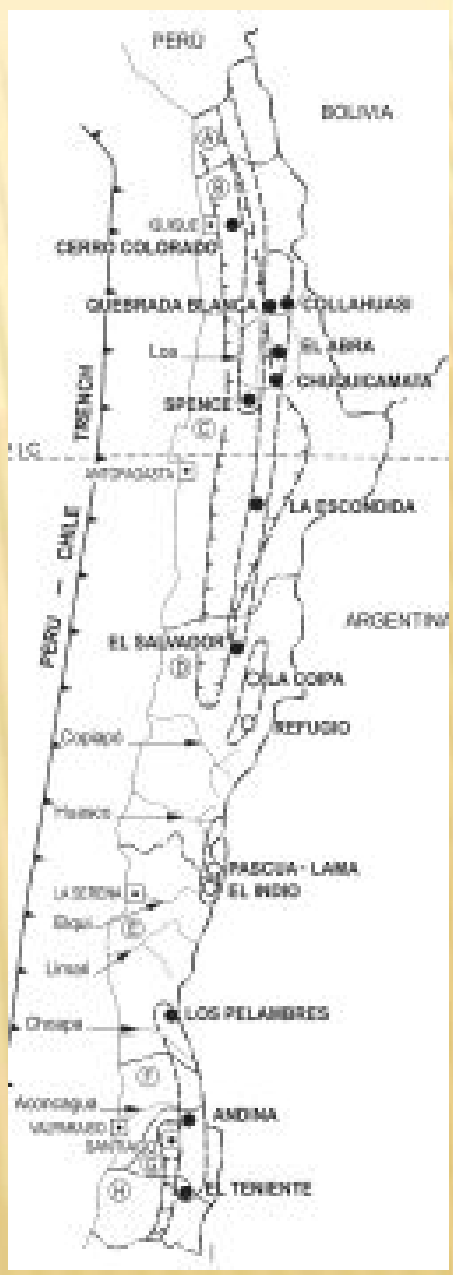 PERÚ
BOLIVIA
A
B
IQUIQUE
CERRO COLORADO
QUEBRADA BLANCA
COLLAHUASI
Loa
EL ABRA
CHUQUICAMATA
SPENCE
TRENCH
C
ANTOFAGASTA
LA ESCONDIDA
CHILE
PERU –
ARGENTINA
EL SALVADOR
D
LA COIPA
REFUGIO
Copiapó
Huasco
PASCUA - LAMA
LA SERENA
EL INDIO
Elqui
E
Limarí
LOS PELAMBRES
Choapa
F
Aconcagua
ANDINA
VALPARAISO
SANTIAGO
G
H
EL TENIENTE